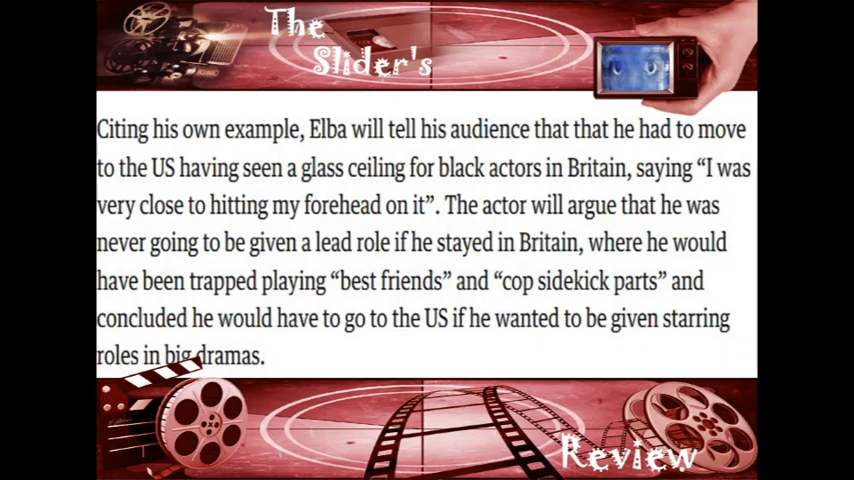 The
Slider's
Citing his own example, Elba will tell his audience that that he had to move
to the US having seen a glass ceiling for black actors in Britain, saying “I was
very close to hitting my forehead on it”. The actor will argue that he was
never going to be given a lead role if he stayed in Britain, where he would
have been trapped playing “best friends” and “cop sidekick parts” and
concluded he would have to go to the US if he wanted to be given starring
roles in big dramas.
Review